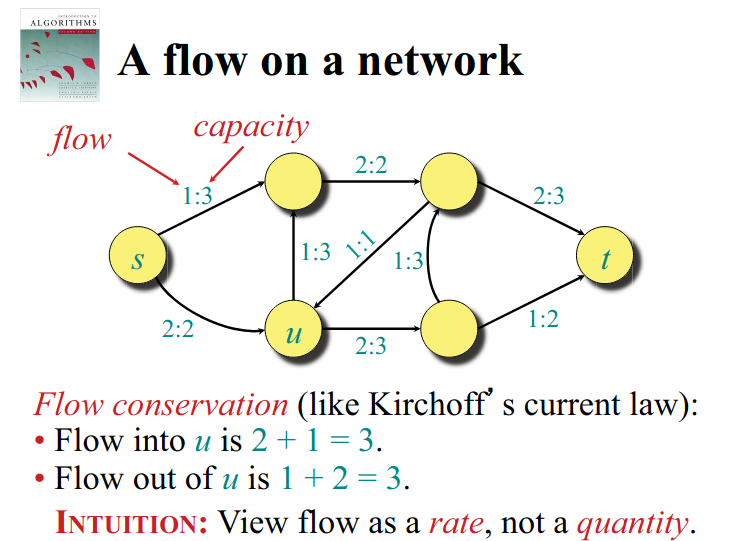 INTRODUCTION TO
ALGORITHMS
A flow on a network
flow
capacity
2:2
1:3
2:3
s
1:3
1:1
1:3
t
2:2
u
2:3
1:2
Flow conservation (like Kirchoff’s current law):
• Flow into u is 2 + 1 = 3.
• Flow out of u is 1 + 2 = 3.
INTUITION: View flow as a rate, not a quantity.